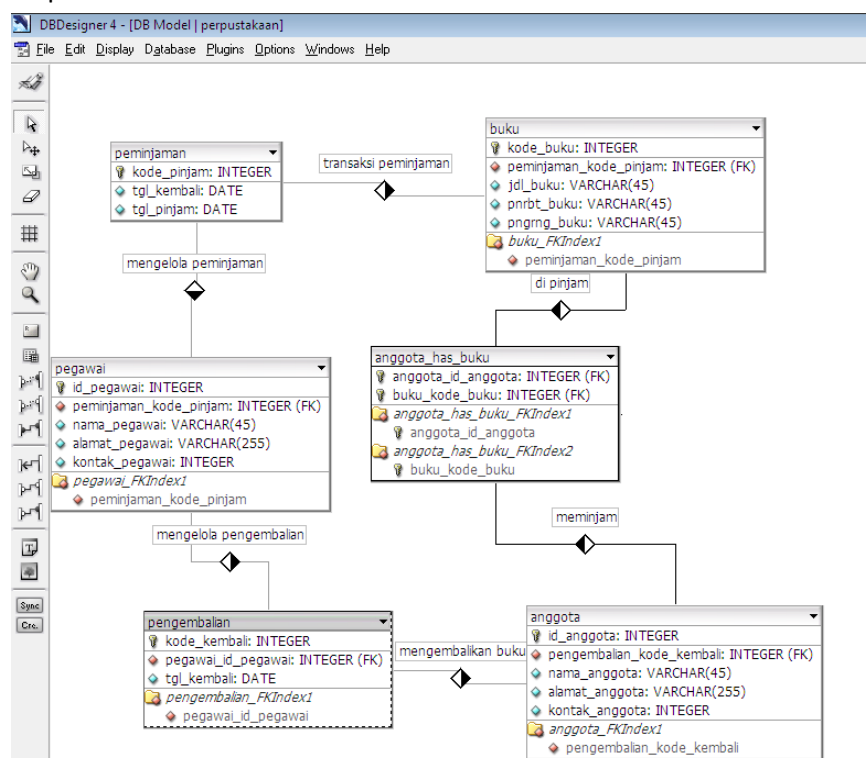 DBDesigner 4 - [DB Model | perpustakaan]
File Edit Display Database Plugins Options Windows Help
peminjaman
kode_pinjam: INTEGER
tgl_kembali: DATE
tgl_pinjam: DATE
transaksi peminjaman
buku
kode_buku: INTEGER
peminjaman_kode_pinjam: INTEGER (FK)
jdl_buku: VARCHAR(45)
pnrbt_buku: VARCHAR(45)
pngrng_buku: VARCHAR(45)
buku_FKIndex1
peminjaman_kode_pinjam
mengelola peminjaman
di pinjam
pegawai
id_pegawai: INTEGER
peminjaman_kode_pinjam: INTEGER (FK)
nama_pegawai: VARCHAR(45)
alamat_pegawai: VARCHAR(255)
kontak_pegawai: INTEGER
pegawai_FKIndex1
peminjaman_kode_pinjam
anggota_has_buku
anggota_id_anggota: INTEGER (FK)
buku_kode_buku: INTEGER (FK)
anggota_has_buku_FKIndex1
anggota_id_anggota
anggota_has_buku_FKIndex2
buku_kode_buku
mengelola pengembalian
meminjam
pengembalian
kode_kembali: INTEGER
pegawai_id_pegawai: INTEGER (FK)
tgl_kembali: DATE
pengembalian_FKIndex1
pegawai_id_pegawai
mengembalikan buku
anggota
id_anggota: INTEGER
pengembalian_kode_kembali: INTEGER (FK)
nama_anggota: VARCHAR(45)
alamat_anggota: VARCHAR(255)
kontak_anggota: INTEGER
anggota_FKIndex1
pengembalian_kode_kembali
Sync
Cre.